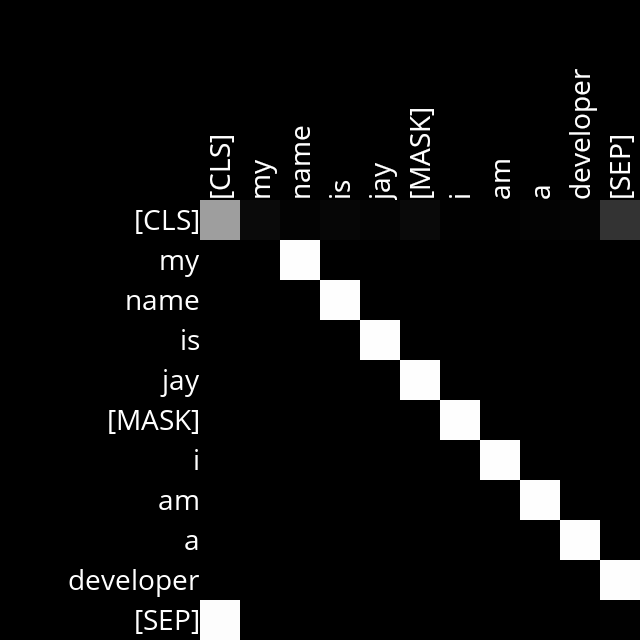 [CLS] my name is jay [MASK] i am a developer [SEP]
[CLS]
my
name
is
jay
[MASK]
i
am
a
developer
[SEP]